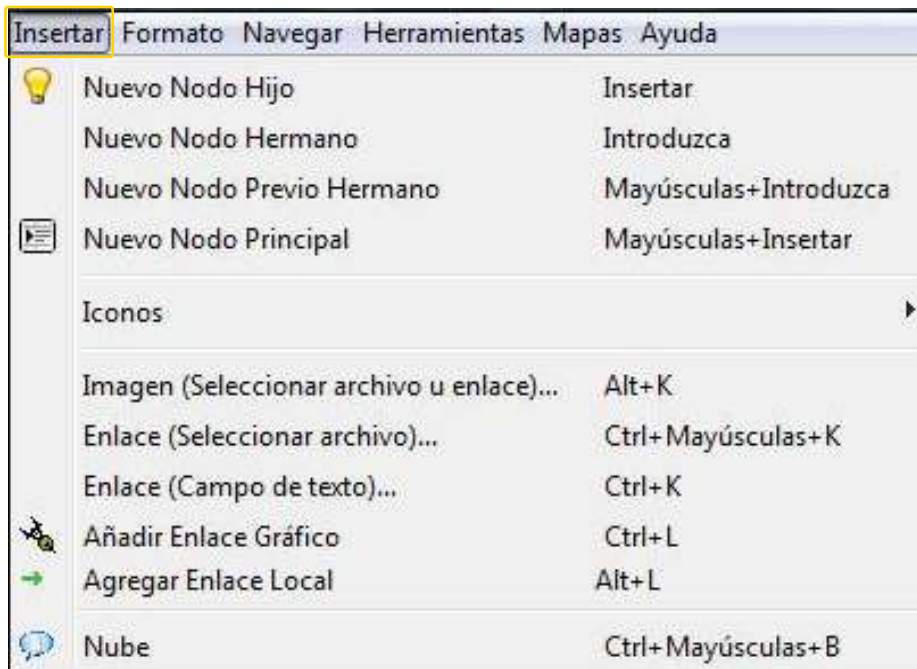 Insertar Formato Navegar Herramientas Mapas Ayuda
Nuevo Nodo Hijo Insertar
Nuevo Nodo Hermano Introduzca
Nuevo Nodo Previo Hermano Mayúsculas+Introduzca
Nuevo Nodo Principal Mayúsculas+Insertar
Iconos
Imagen (Seleccionar archivo u enlace)... Alt+K
Enlace (Seleccionar archivo)... Ctrl+Mayúsculas+K
Enlace (Campo de texto)... Ctrl+K
Añadir Enlace Gráfico Ctrl+L
Agregar Enlace Local Alt+L
Nube Ctrl+Mayúsculas+B